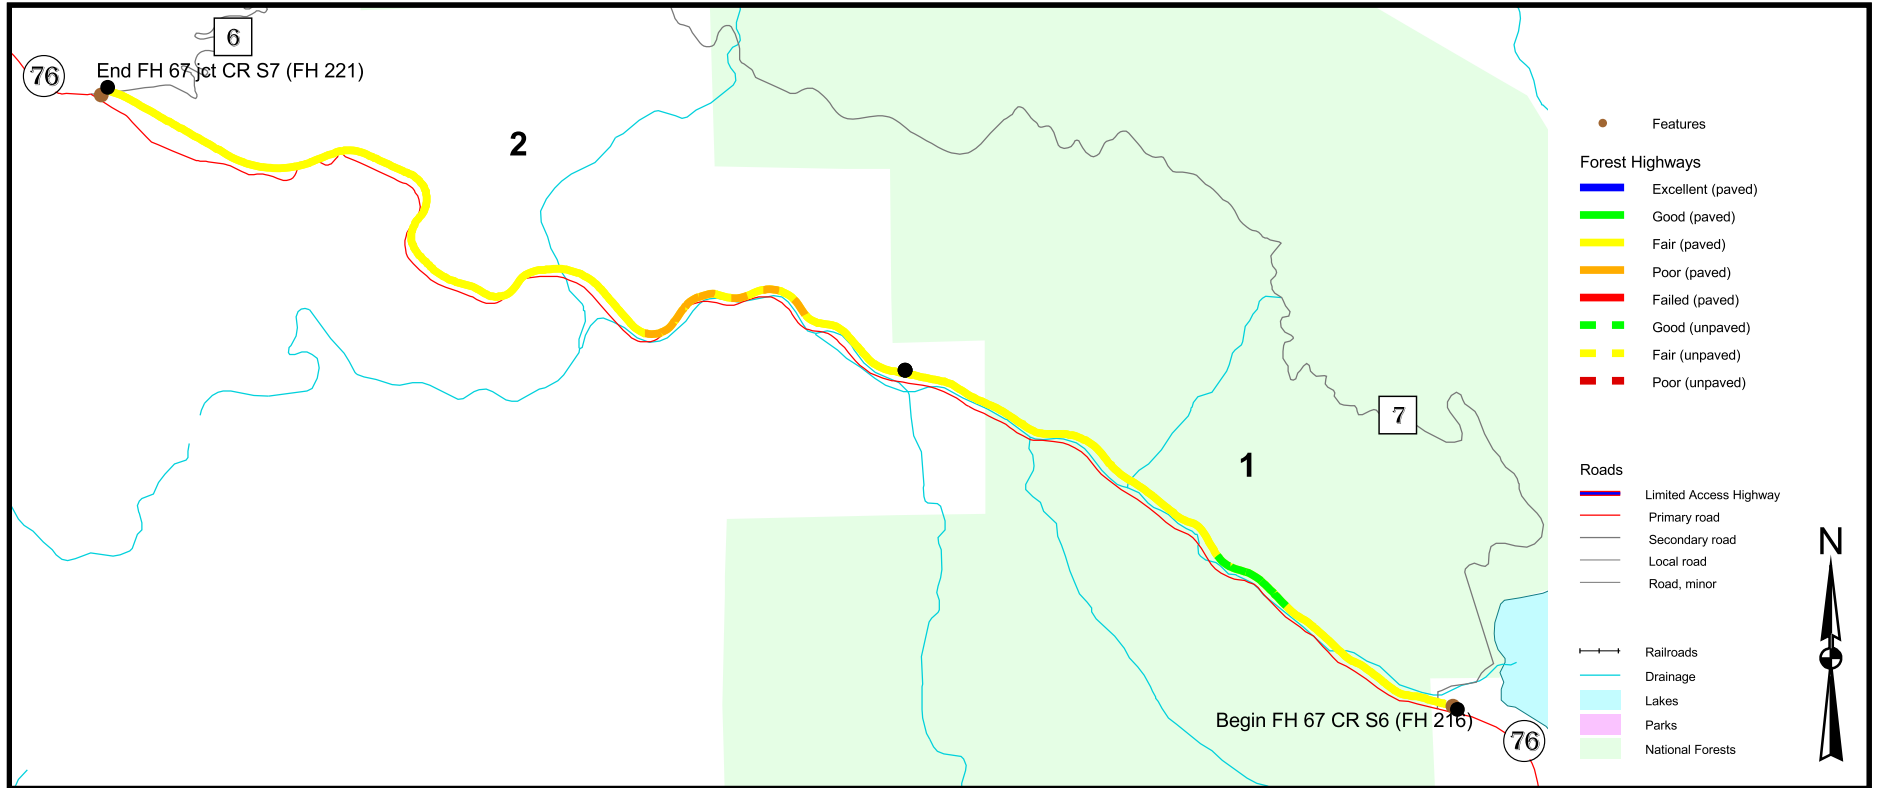 6
76
End FH 67 jct CR S7 (FH 221)
2
7
1
Begin FH 67 CR S6 (FH 216)
76
Features
Forest Highways
Excellent (paved)
Good (paved)
Fair (paved)
Poor (paved)
Failed (paved)
Good (unpaved)
Fair (unpaved)
Poor (unpaved)
Roads
Limited Access Highway
Primary road
Secondary road
Local road
Road, minor
Railroads
Drainage
Lakes
Parks
National Forests
N